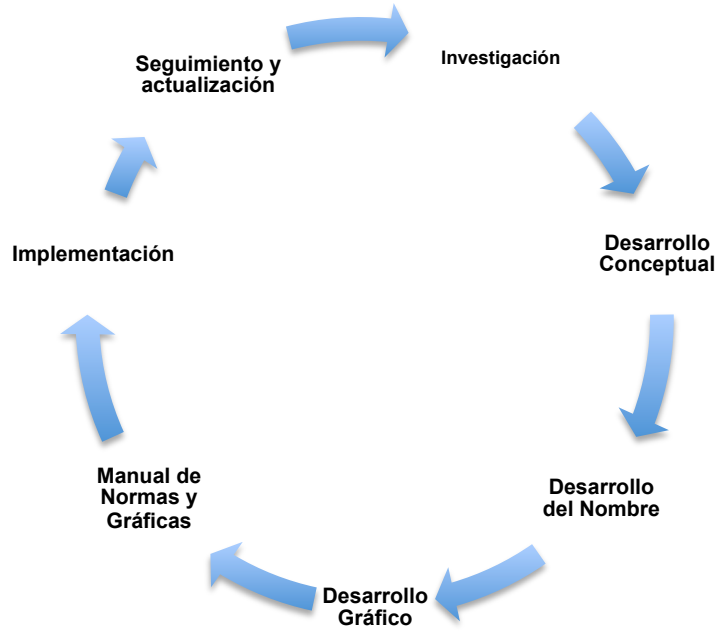 Seguimiento y
actualización
Investigación
Desarrollo
Conceptual
Desarrollo
del Nombre
Desarrollo
Gráfico
Manual de
Normas y
Gráficas
Implementación